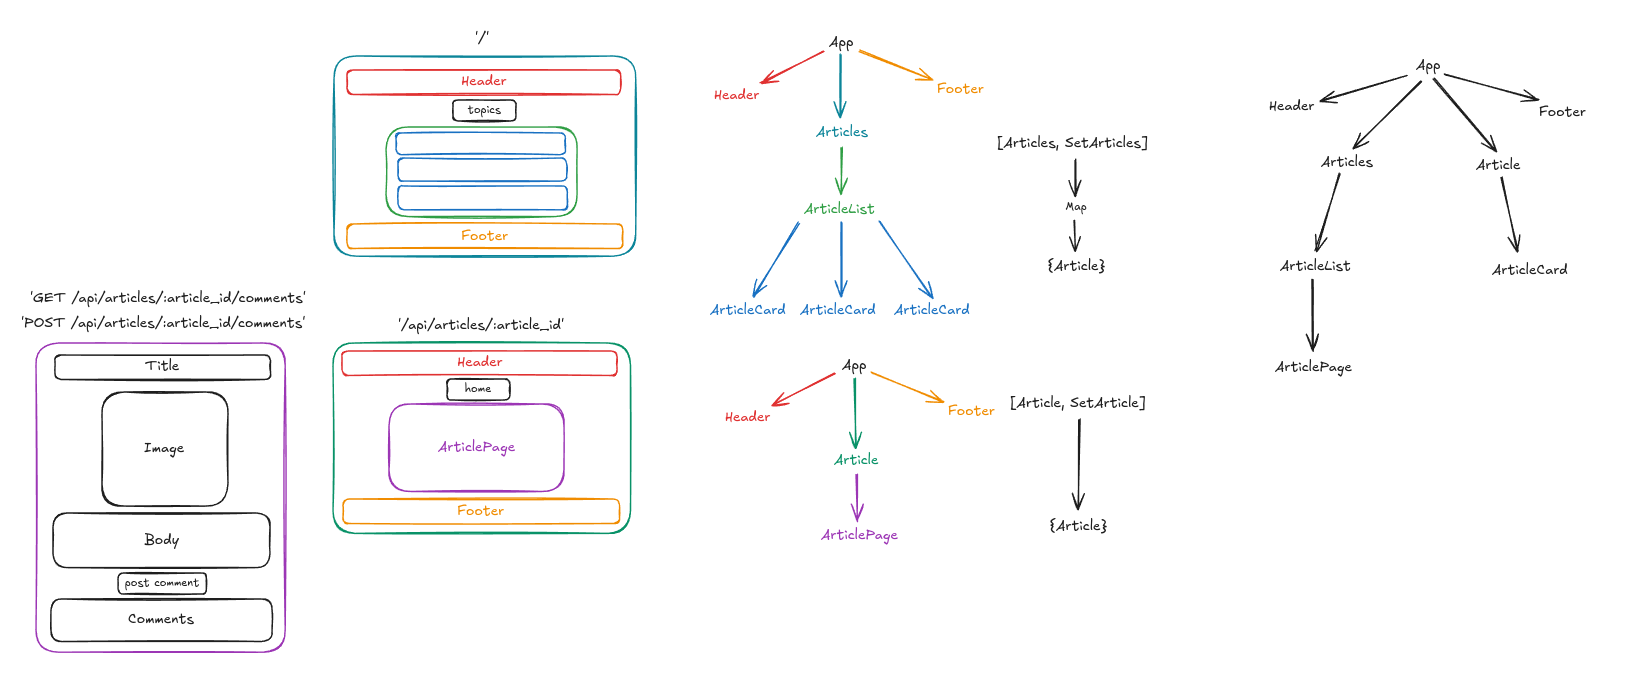 '/'
Header
topics
Footer
'GET /api/articles/:article_id/comments'
'POST /api/articles/:article_id/comments'
Title
Image
Body
post comment
Comments
'/api/articles/:article_id'
Header
home
ArticlePage
Footer
App
Header
Footer
Articles
ArticleList
ArticleCard
ArticleCard
ArticleCard
[Articles, SetArticles]
Map
{Article}
App
Header
Footer
Article
ArticlePage
[Article, SetArticle]
{Article}
App
Header
Footer
Articles
Article
ArticleList
ArticleCard
ArticlePage